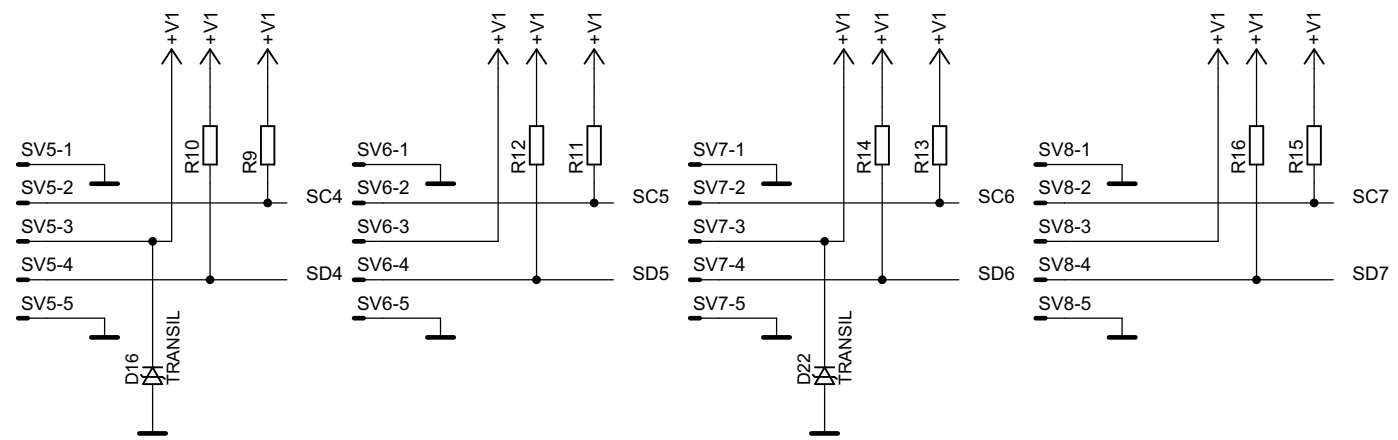 +V1 +V1 +V1 +V1 +V1 +V1 +V1 +V1 +V1 +V1 +V1 +V1
R10 R9 R12 R11 R14 R13 R16 R15
SV5-1 SV6-1 SV7-1 SV8-1
SV5-2 SC4 SV6-2 SC5 SV7-2 SC6 SV8-2 SC7
SV5-3 SV6-3 SV7-3 SV8-3
SV5-4 SD4 SV6-4 SD5 SV7-4 SD6 SV8-4 SD7
SV5-5 SV6-5 SV7-5 SV8-5
D16 TRANSIL D22 TRANSIL